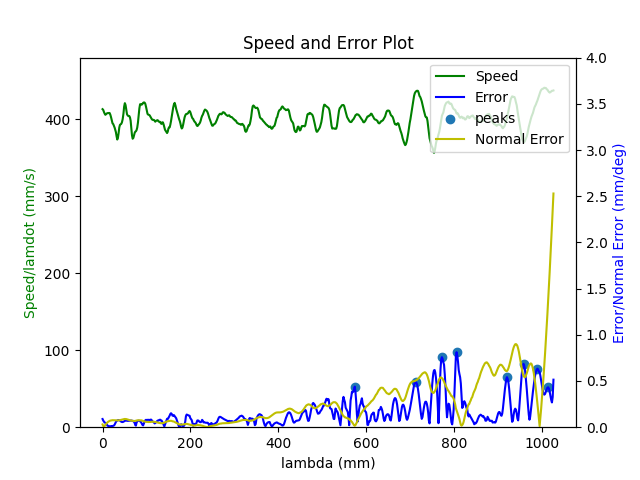 Speed and Error Plot
Speed
Error
peaks
Normal Error
Speed/lamdot (mm/s)
400
300
200
100
0
4.0
3.5
3.0
2.5
2.0
1.5
1.0
0.5
0.0
Error/Normal Error (mm/deg)
0 200 400 600 800 1000
lambda (mm)